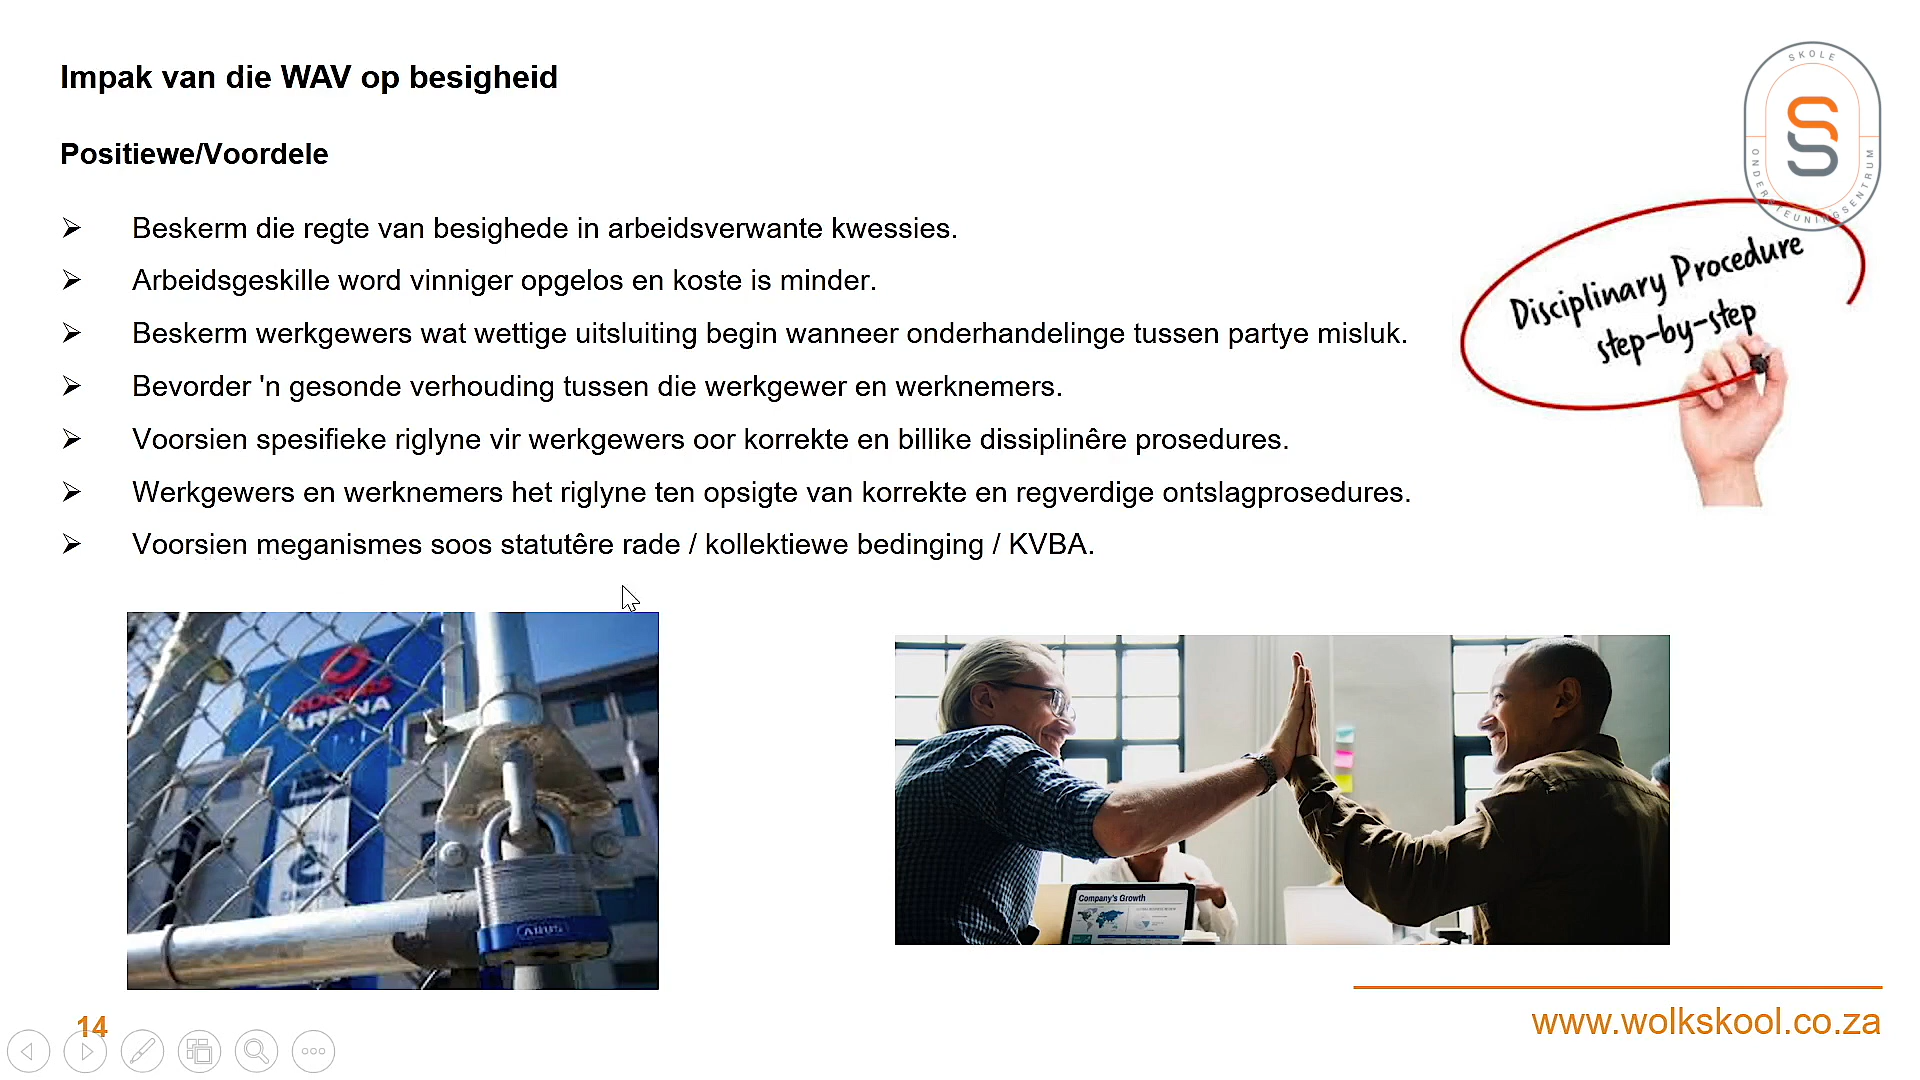 Impak van die WAV op besigheid
SKOLE
ONDERSTEUNINGSENTRUM
Positiewe/Voordele
Beskerm die regte van besighede in arbeidsverwante kwessies.
Arbeidsgeskille word vinniger opgelos en koste is minder.
Beskerm werkgewers wat wettige uitsluiting begin wanneer onderhandelinge tussen partye misluk.
Bevorder 'n gesonde verhouding tussen die werkgewer en werknemers.
Voorsien spesifieke riglyne vir werkgewers oor korrekte en billike dissiplinêre prosedures.
Werkgewers en werknemers het riglyne ten opsigte van korrekte en regverdige ontslagprosedures.
Voorsien meganismes soos statutêre rade / kollektiewe bedinging / KVBA.
Disciplinary Procedure
step-by-step
ROGERS
ARENA
ABUS
Company's Growth
14
www.wolkskool.co.za